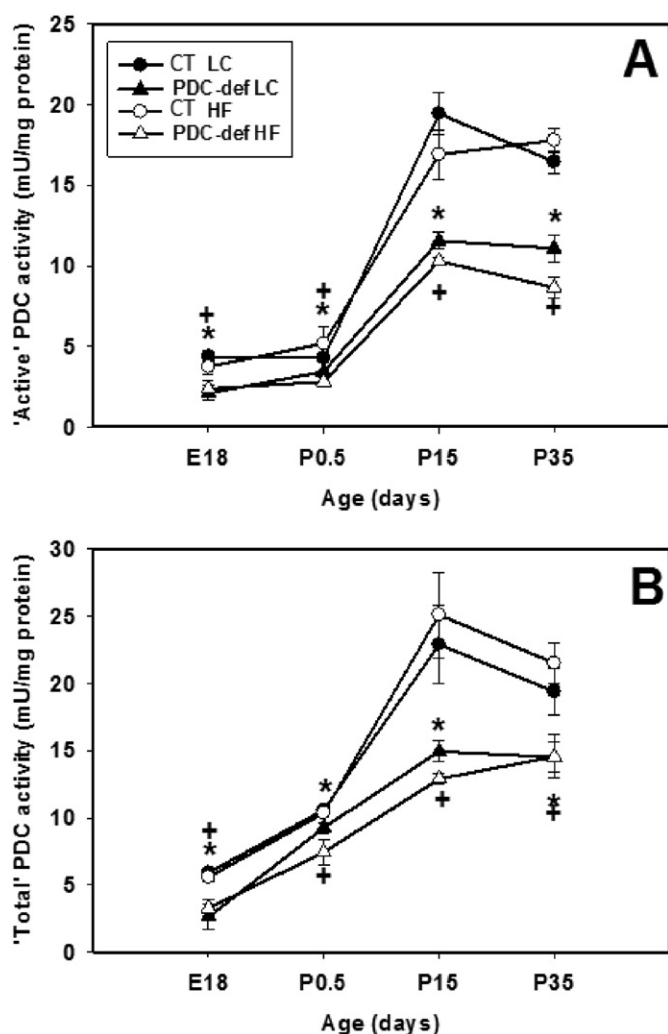 25
20
15
10
5
0
'Active' PDC activity (mU/mg protein)
CT LC
PDC-def LC
CT HF
PDC-def HF
A
+
*
+
*
*
+
*
+
E18 P0.5 P15 P35
Age (days)
30
25
20
15
10
5
0
'Total' PDC activity (mU/mg protein)
B
+
*
*
+
*
+
*
+
E18 P0.5 P15 P35
Age (days)